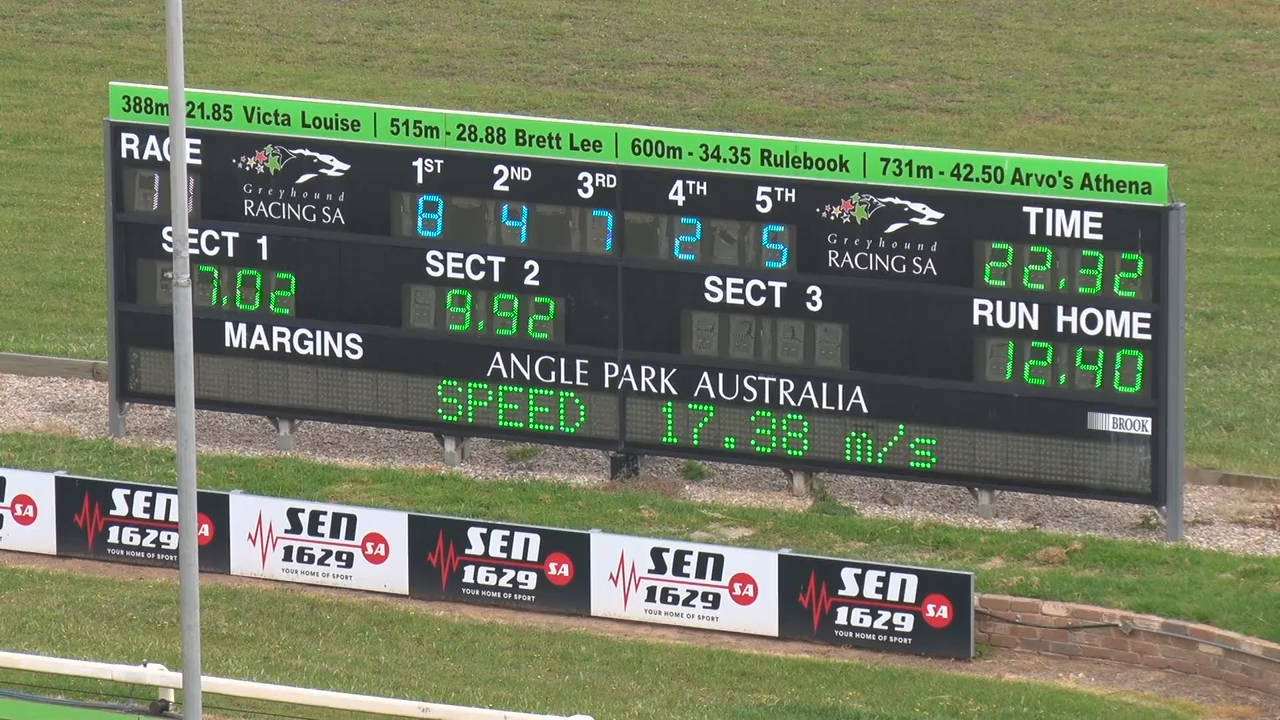 388m - 21.85 Victa Louise | 515m - 28.88 Brett Lee | 600m - 34.35 Rulebook | 731m - 42.50 Arvo's Athena
RACE
11
Greyhound
RACING SA
1ST 2ND 3RD 4TH 5TH
8 4 7 2 5
Greyhound
RACING SA
TIME
22.32
SECT 1
7.02
SECT 2
9.92
SECT 3
RUN HOME
12.40
MARGINS
ANGLE PARK AUSTRALIA
SPEED 17.38 m/s
BROOK
SA
SEN
1629 SA
YOUR HOME OF SPORT
SEN
1629 SA
YOUR HOME OF SPORT
SEN
1629 SA
YOUR HOME OF SPORT
SEN
1629 SA
YOUR HOME OF SPORT
SEN
1629 SA
YOUR HOME OF SPORT